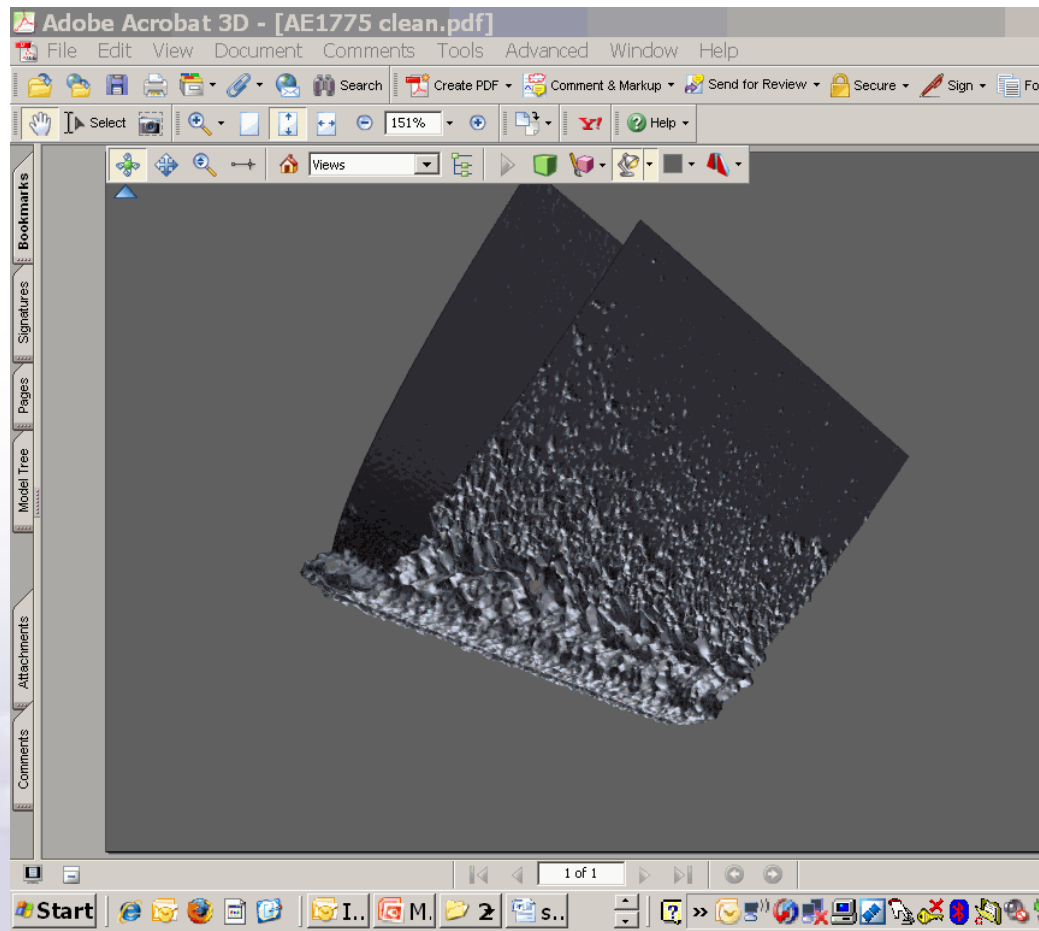 Adobe Acrobat 3D - [AE1775 clean.pdf]
File Edit View Document Comments Tools Advanced Window Help
Search Create PDF Comment & Markup Send for Review Secure Sign Fo
Select 151% Y! Help
Views
Bookmarks
Signatures
Pages
Model Tree
Attachments
Comments
1 of 1
Start I.. M. 2 s..